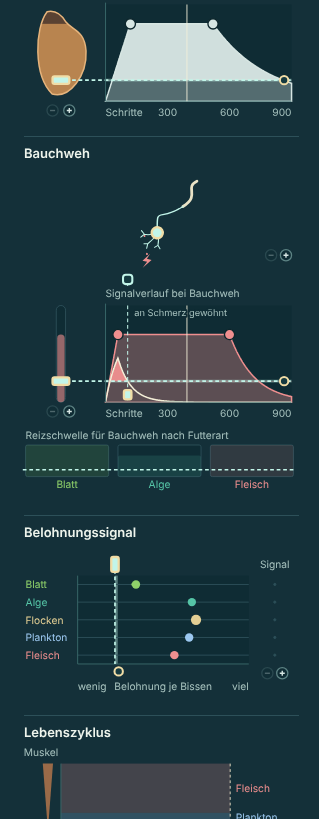 Schritte 300 600 900
Bauchweh
Signalverlauf bei Bauchweh
an Schmerz gewöhnt
Schritte 300 600 900
Reizschwelle für Bauchweh nach Futterart
Blatt Alge Fleisch
Belohnungssignal
Signal
Blatt
Alge
Flocken
Plankton
Fleisch
wenig Belohnung je Bissen viel
Lebenszyklus
Muskel
Fleisch
Plankton